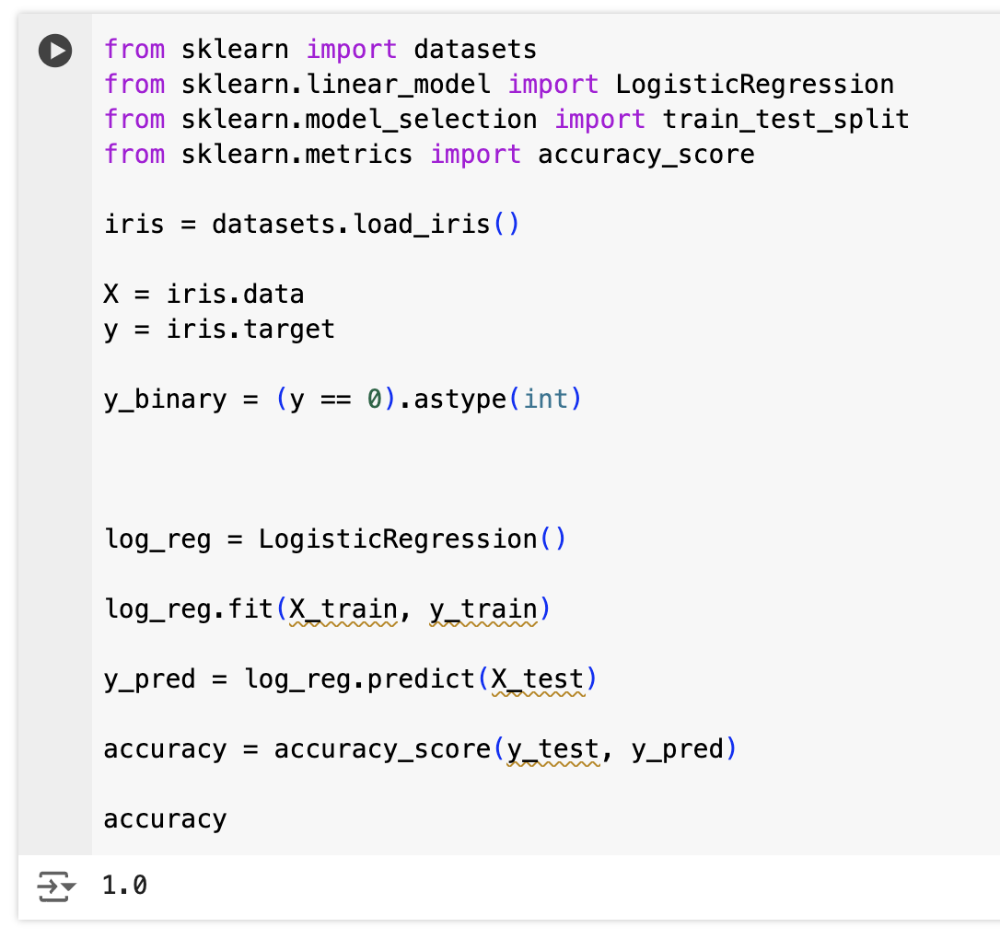 from sklearn import datasets
from sklearn.linear_model import LogisticRegression
from sklearn.model_selection import train_test_split
from sklearn.metrics import accuracy_score
iris = datasets.load_iris()
X = iris.data
y = iris.target
y_binary = (y == 0).astype(int)
log_reg = LogisticRegression()
log_reg.fit(X_train, y_train)
y_pred = log_reg.predict(X_test)
accuracy = accuracy_score(y_test, y_pred)
accuracy
1.0